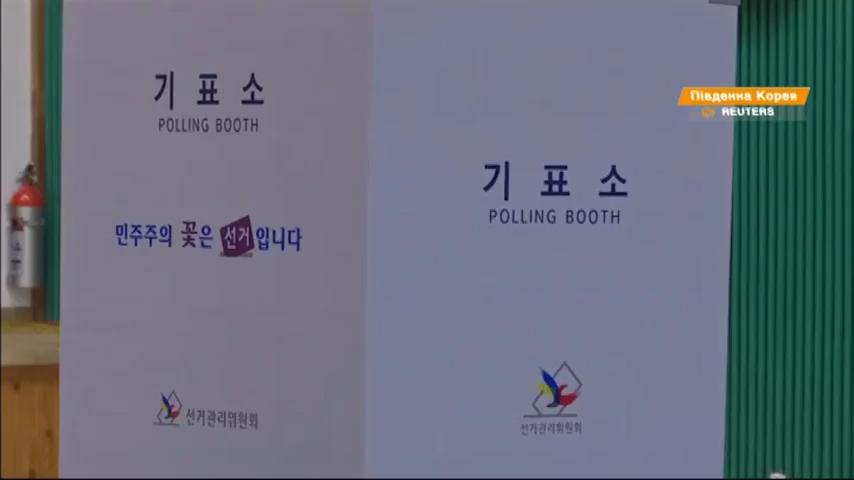 기표소
POLLING BOOTH
민주주의 꽃은 선거입니다
선거관리위원회
기표소
POLLING BOOTH
선거관리위원회
Південна Корея
REUTERS